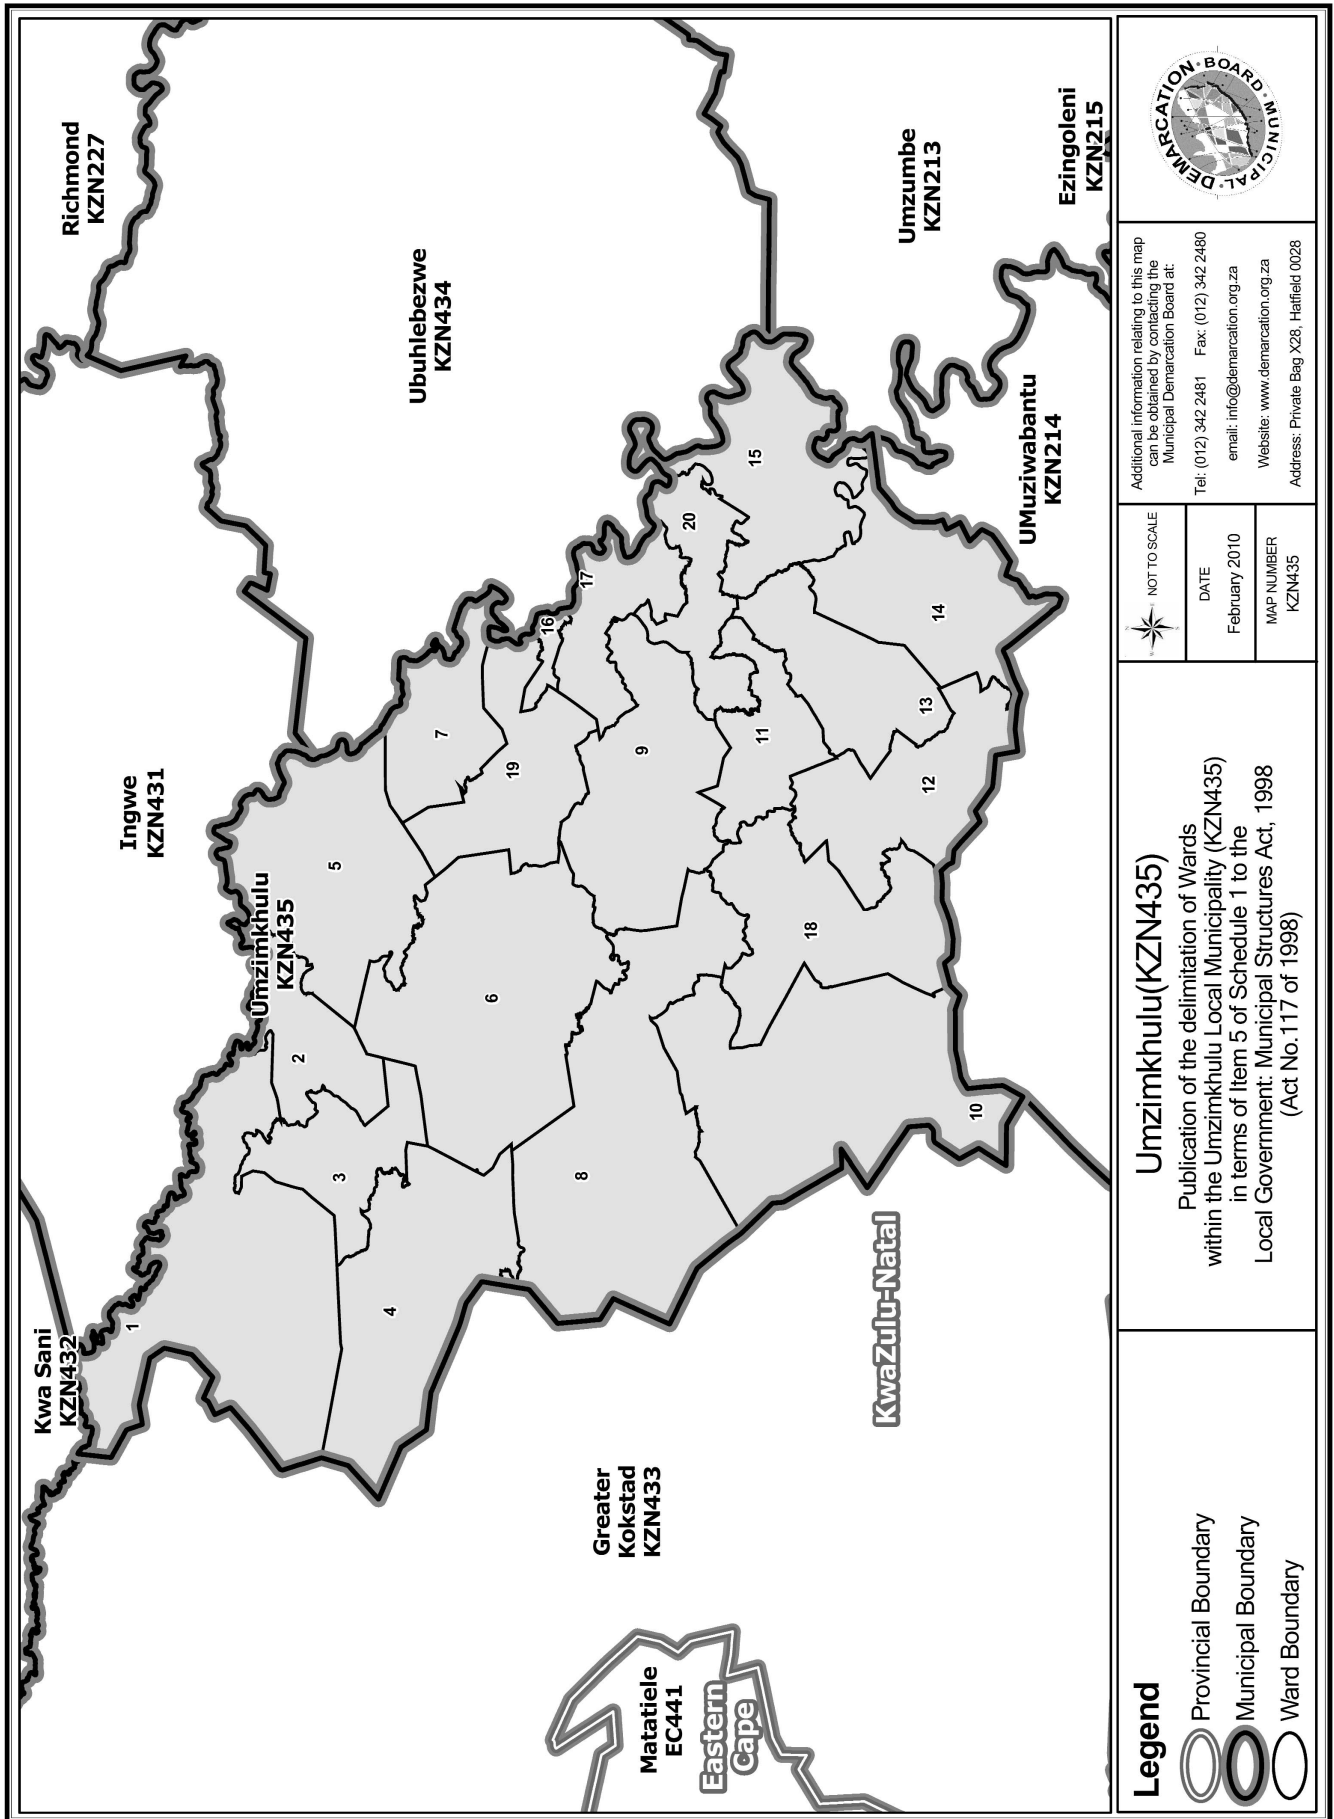 Kwa Sani
KZN432
Ingwe
KZN431
Richmond
KZN227
Ubuhlebezwe
KZN434
Umzimkhulu
KZN435
Greater
Kokstad
KZN433
Matatiele
EC441
Eastern
Cape
KwaZulu-Natal
Umzumbe
KZN213
Ezingoleni
KZN215
UMuziwabantu
KZN214
1
2
3
4
5
6
7
8
9
10
11
12
13
14
15
16
17
18
19
20
Legend
Provincial Boundary
Municipal Boundary
Ward Boundary
Umzimkhulu(KZN435)
Publication of the delimitation of Wards
within the Umzimkhulu Local Municipality (KZN435)
in terms of Item 5 of Schedule 1 to the
Local Government: Municipal Structures Act, 1998
(Act No.117 of 1998)
NOT TO SCALE
DATE
February 2010
MAP NUMBER
KZN435
Additional information relating to this map
can be obtained by contacting the
Municipal Demarcation Board at:
Tel: (012) 342 2481 Fax: (012) 342 2480
email: info@demarcation.org.za
Website: www.demarcation.org.za
Address: Private Bag X28, Hatfield 0028
MUNICIPAL • DEMARCATION • BOARD •